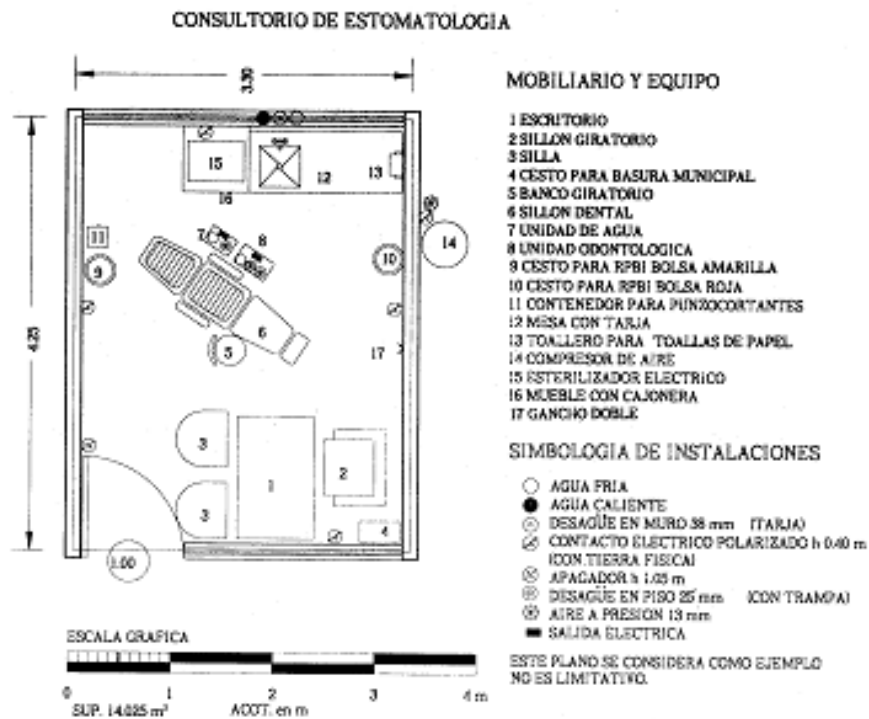 CONSULTORIO DE ESTOMATOLOGIA
3.30
4.25
15
12
13
16
14
11
7
8
9
10
6
5
17
3
1
2
3
4
1.00
MOBILIARIO Y EQUIPO
1 ESCRITORIO
2 SILLON GIRATORIO
3 SILLA
4 CESTO PARA BASURA MUNICIPAL
5 BANCO GIRATORIO
6 SILLON DENTAL
7 UNIDAD DE AGUA
8 UNIDAD ODONTOLOGICA
9 CESTO PARA RPBI BOLSA AMARILLA
10 CESTO PARA RPBI BOLSA ROJA
11 CONTENEDOR PARA PUNZOCORTANTES
12 MESA CON TARJA
13 TOALLERO PARA TOALLAS DE PAPEL
14 COMPRESOR DE AIRE
15 ESTERILIZADOR ELECTRICO
16 MUEBLE CON CAJONERA
17 GANCHO DOBLE
SIMBOLOGIA DE INSTALACIONES
AGUA FRIA
AGUA CALIENTE
DESAGÜE EN MURO 38 mm (TARJA)
CONTACTO ELECTRICO POLARIZADO h 0.40 m
(CON TIERRA FISICA)
APAGADOR h 1.05 m
DESAGÜE EN PISO 25 mm (CON TRAMPA)
AIRE A PRESION 13 mm
SALIDA ELECTRICA
ESTE PLANO SE CONSIDERA COMO EJEMPLO
NO ES LIMITATIVO.
ESCALA GRAFICA
0 1 2 3 4 m
SUP. 14.025 m² ACOT. en m